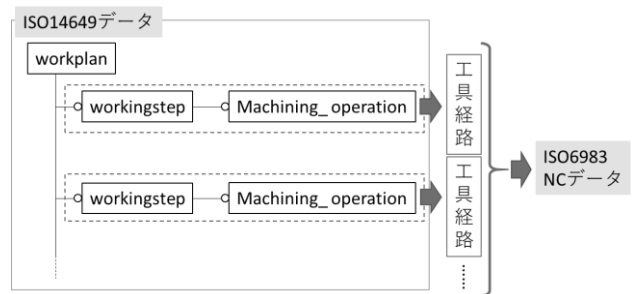 ISO14649データ
workplan
workingstep
Machining_ operation
工具経路
workingstep
Machining_ operation
工具経路
ISO6983
NCデータ